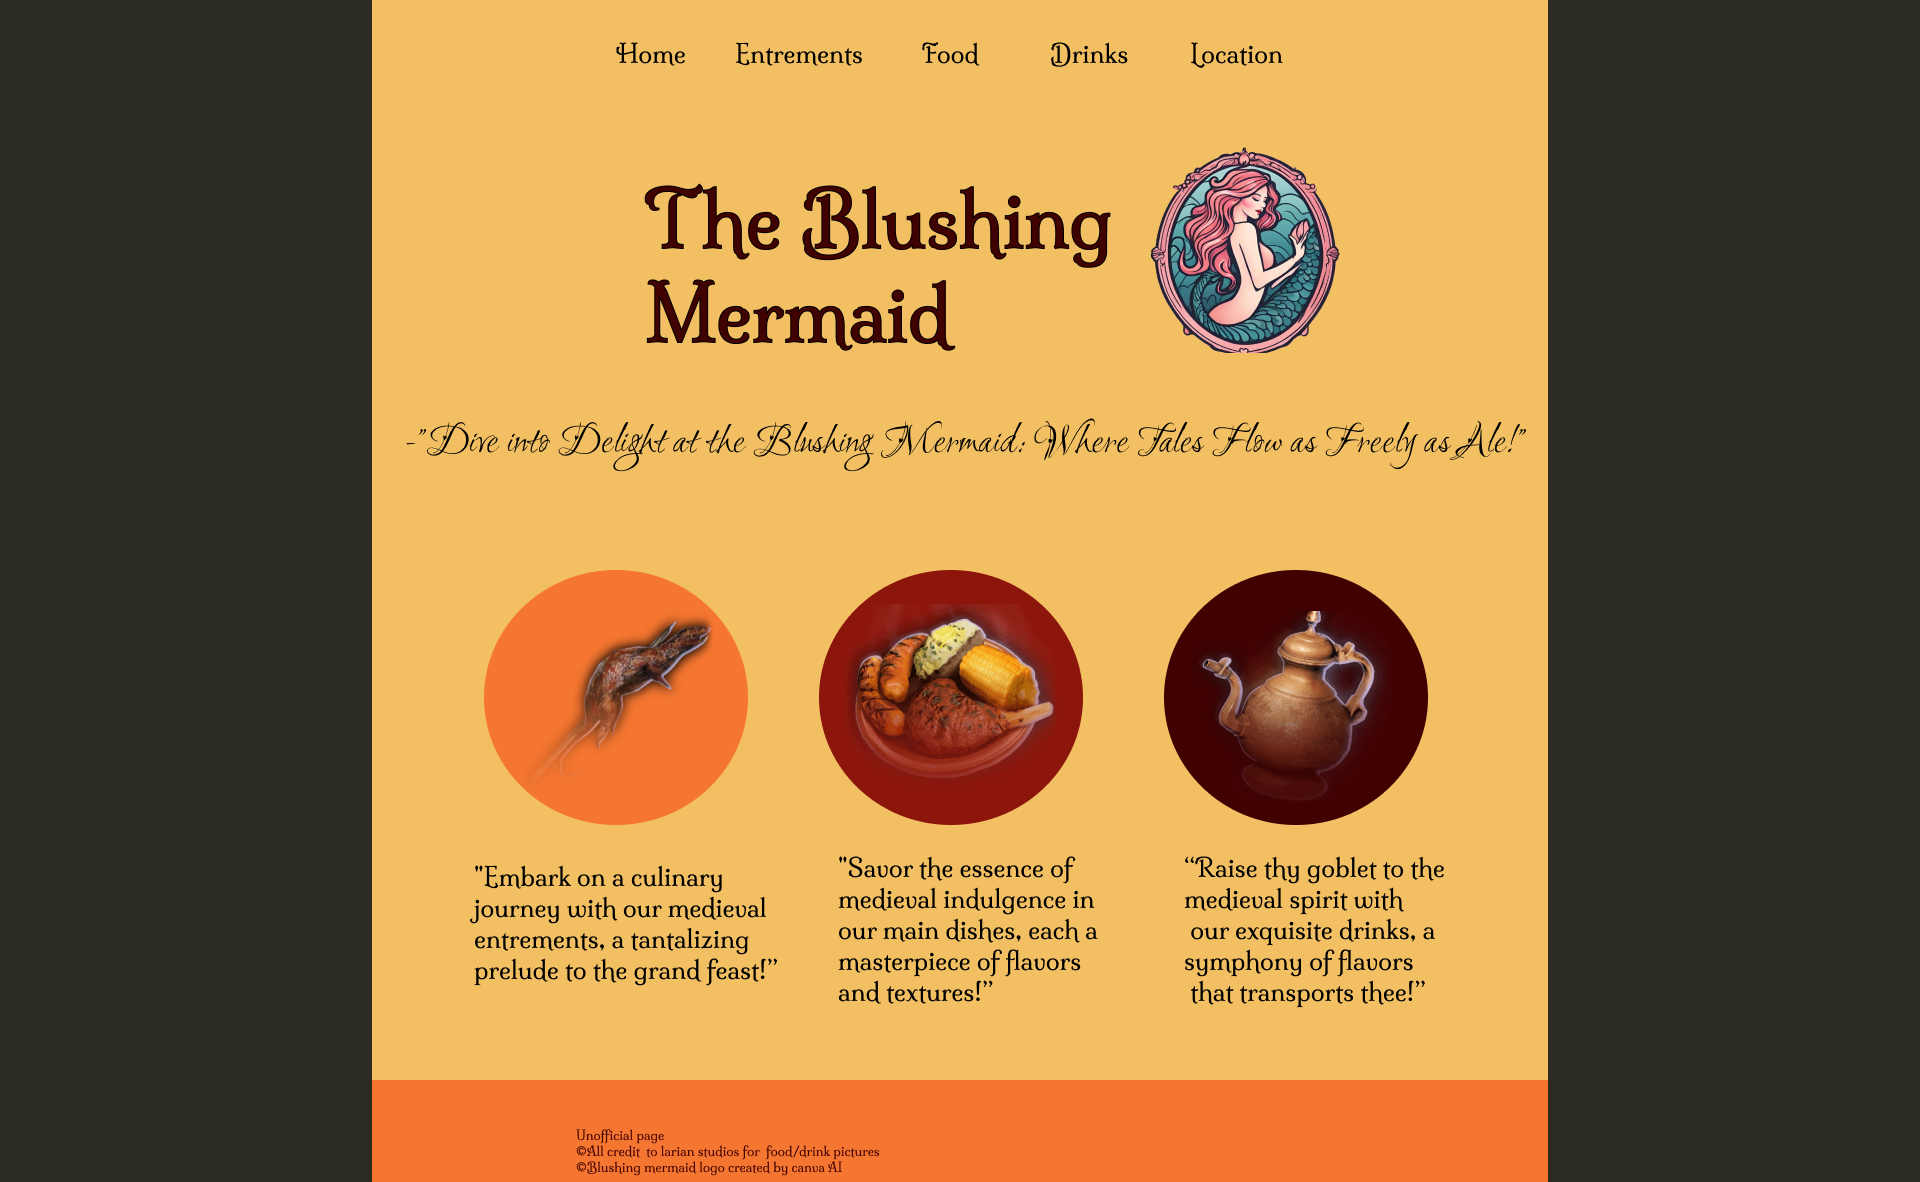 Home Entrements Food Drinks Location
The Blushing
Mermaid
-"Dive into Delight at the Blushing Mermaid: Where Tales Flow as Freely as Ale!"
"Embark on a culinary
journey with our medieval
entrements, a tantalizing
prelude to the grand feast!”
"Savor the essence of
medieval indulgence in
our main dishes, each a
masterpiece of flavors
and textures!”
“Raise thy goblet to the
medieval spirit with
our exquisite drinks, a
symphony of flavors
that transports thee!”
Unofficial page
©All credit to larian studios for food/drink pictures
©Blushing mermaid logo created by canva AI